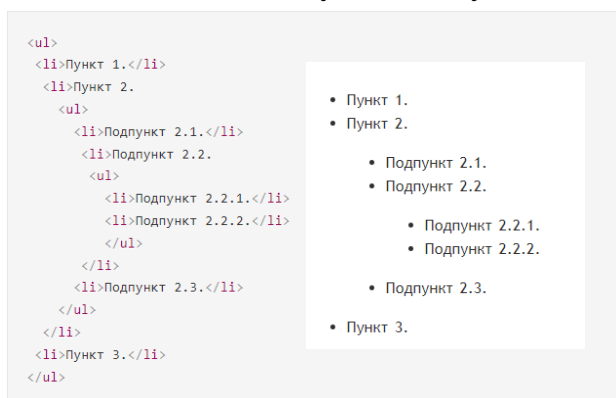 <ul>
<li>Пункт 1.</li>
<li>Пункт 2.
<ul>
<li>Подпункт 2.1.</li>
<li>Подпункт 2.2.
<ul>
<li>Подпункт 2.2.1.</li>
<li>Подпункт 2.2.2.</li>
</ul>
</li>
<li>Подпункт 2.3.</li>
</ul>
</li>
<li>Пункт 3.</li>
</ul>
• Пункт 1.
• Пункт 2.
• Подпункт 2.1.
• Подпункт 2.2.
• Подпункт 2.2.1.
• Подпункт 2.2.2.
• Подпункт 2.3.
• Пункт 3.